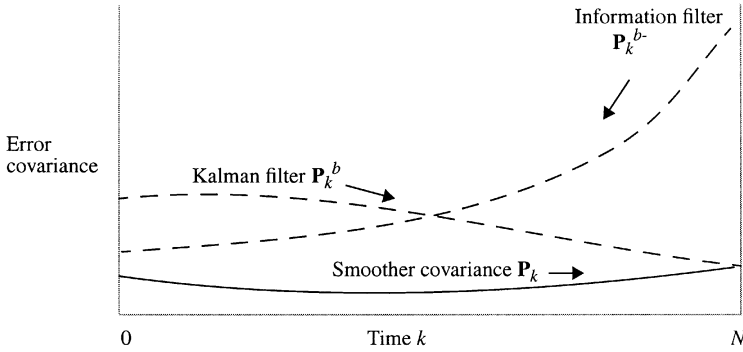 Information filter
P_k^{b-}
Error
covariance
Kalman filter P_k^b
Smoother covariance P_k
0 Time k N